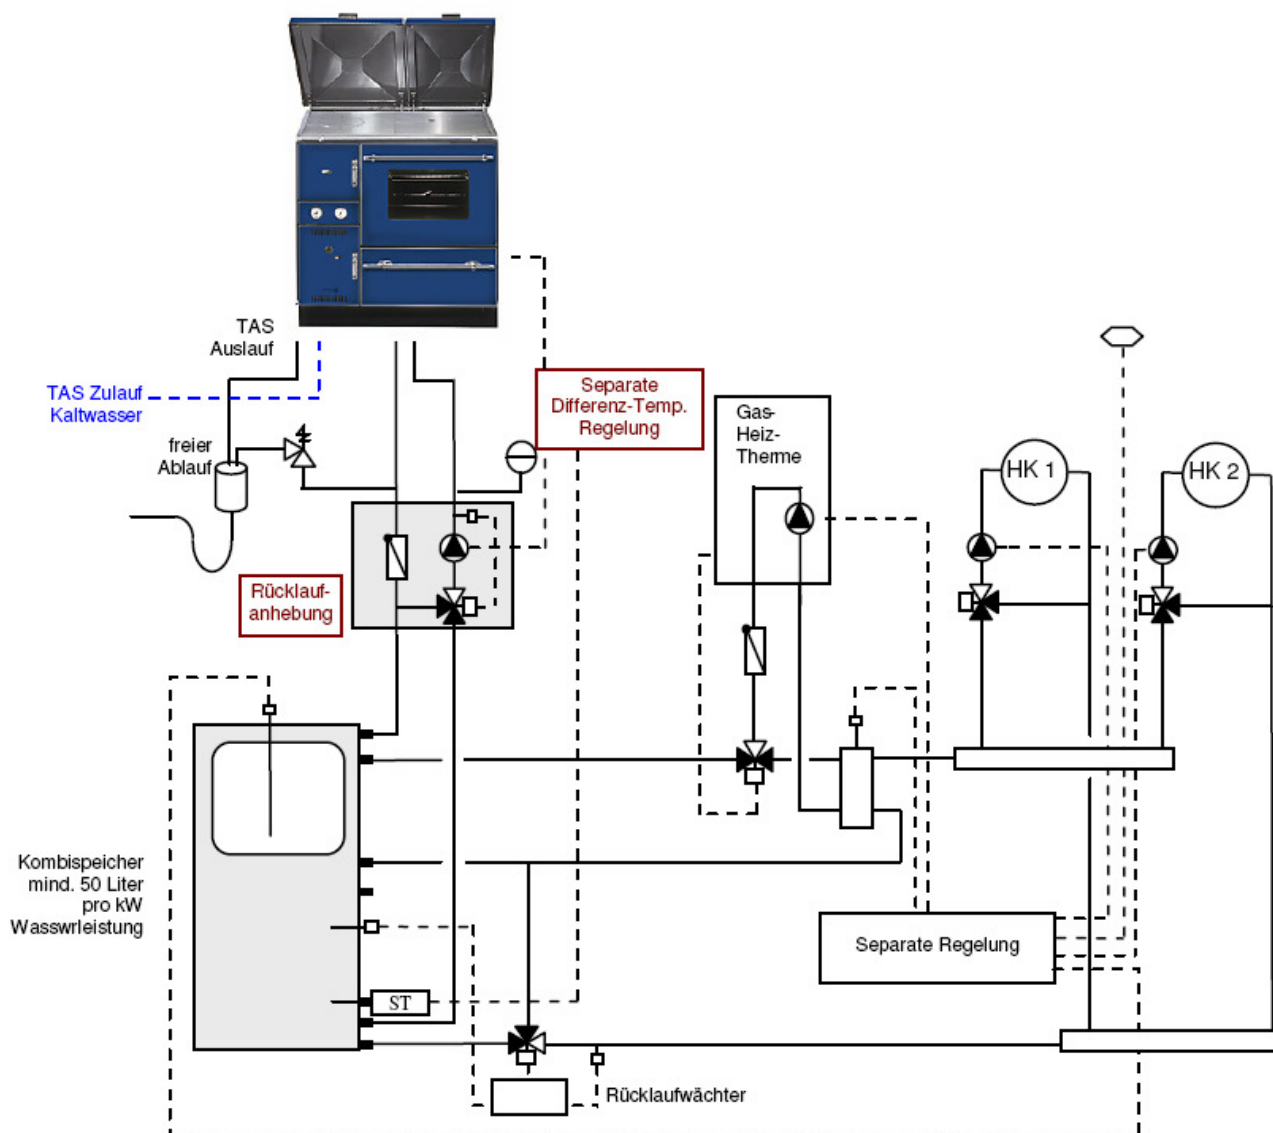 TAS
Auslauf
TAS Zulauf
Kaltwasser
freier
Ablauf
Separate
Differenz-Temp.
Regelung
Gas-
Heiz-
Therme
HK 1
HK 2
Rücklauf-
anhebung
Kombispeicher
mind. 50 Liter
pro kW
Wasswrleistung
Separate Regelung
ST
Rücklaufwächter